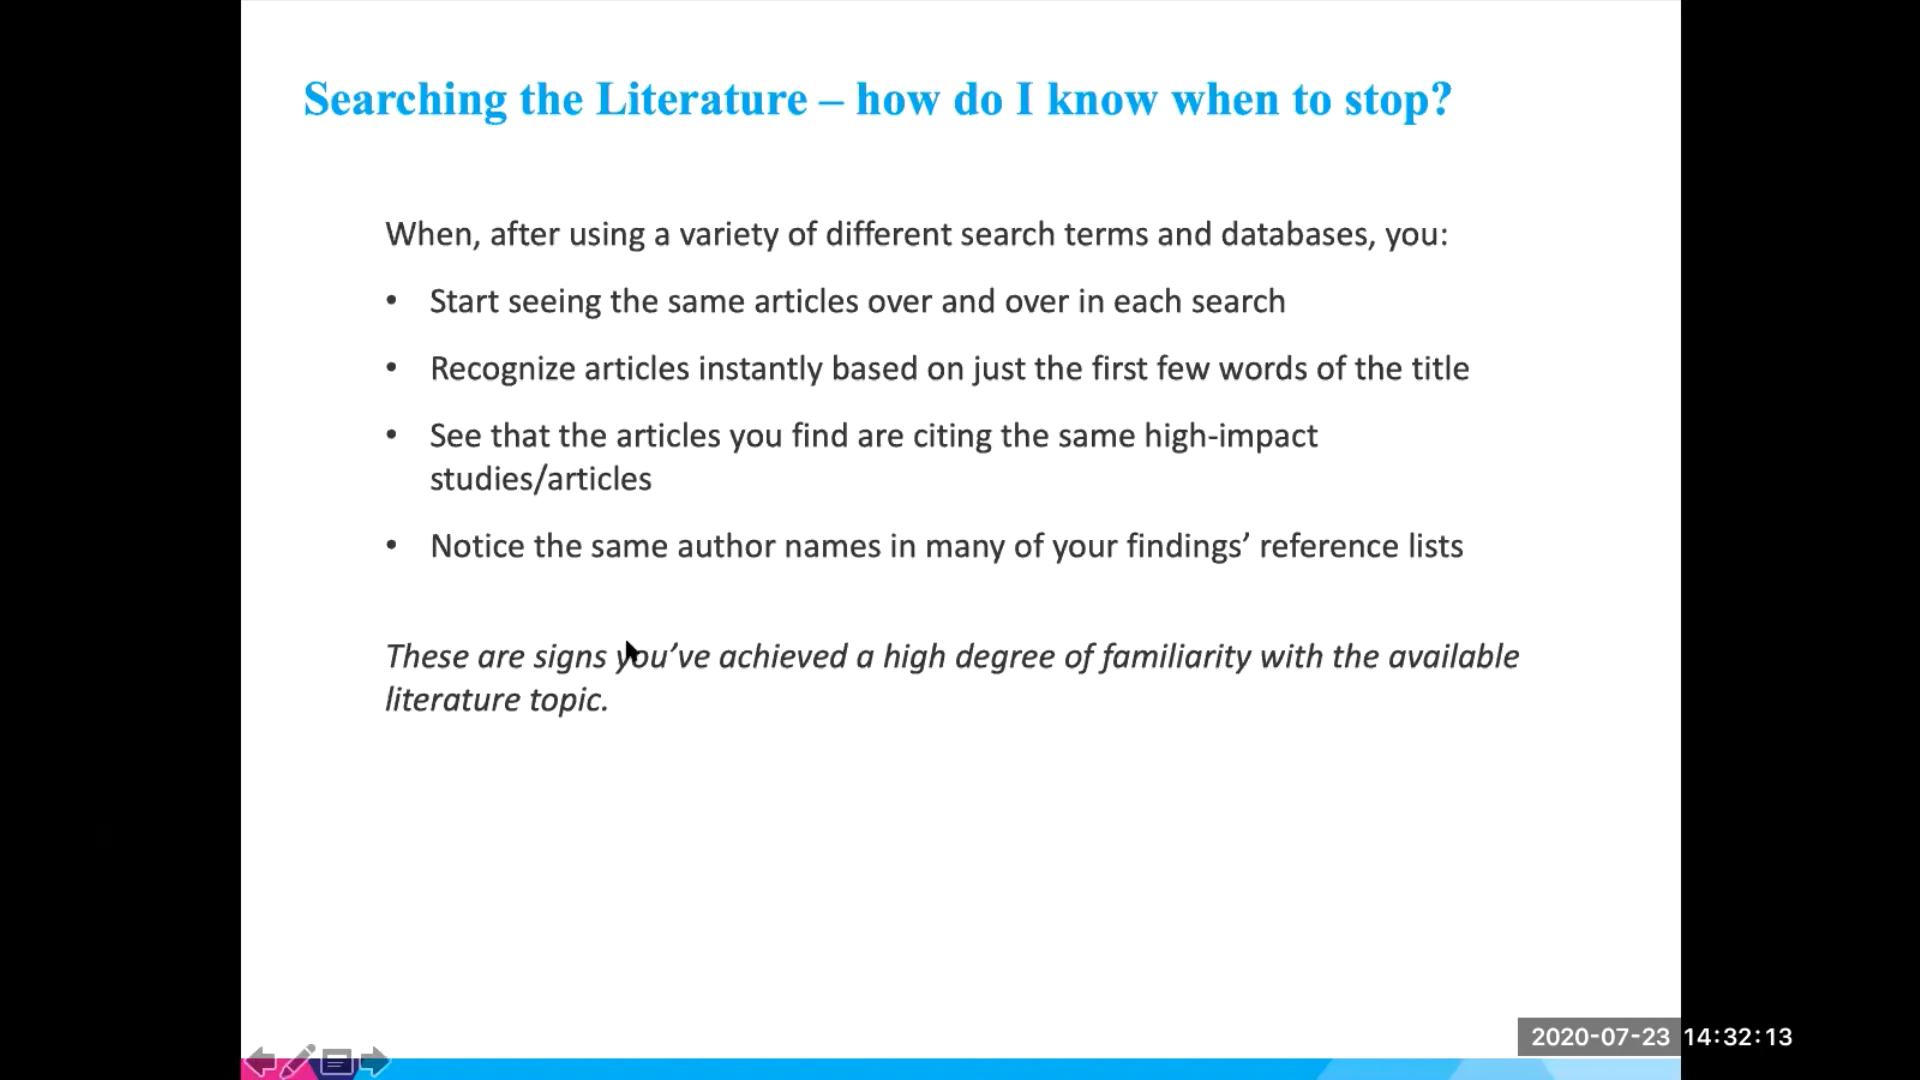 Searching the Literature – how do I know when to stop?
When, after using a variety of different search terms and databases, you:
• Start seeing the same articles over and over in each search
• Recognize articles instantly based on just the first few words of the title
• See that the articles you find are citing the same high-impact
studies/articles
• Notice the same author names in many of your findings’ reference lists
These are signs you’ve achieved a high degree of familiarity with the available
literature topic.
2020-07-23 14:32:13